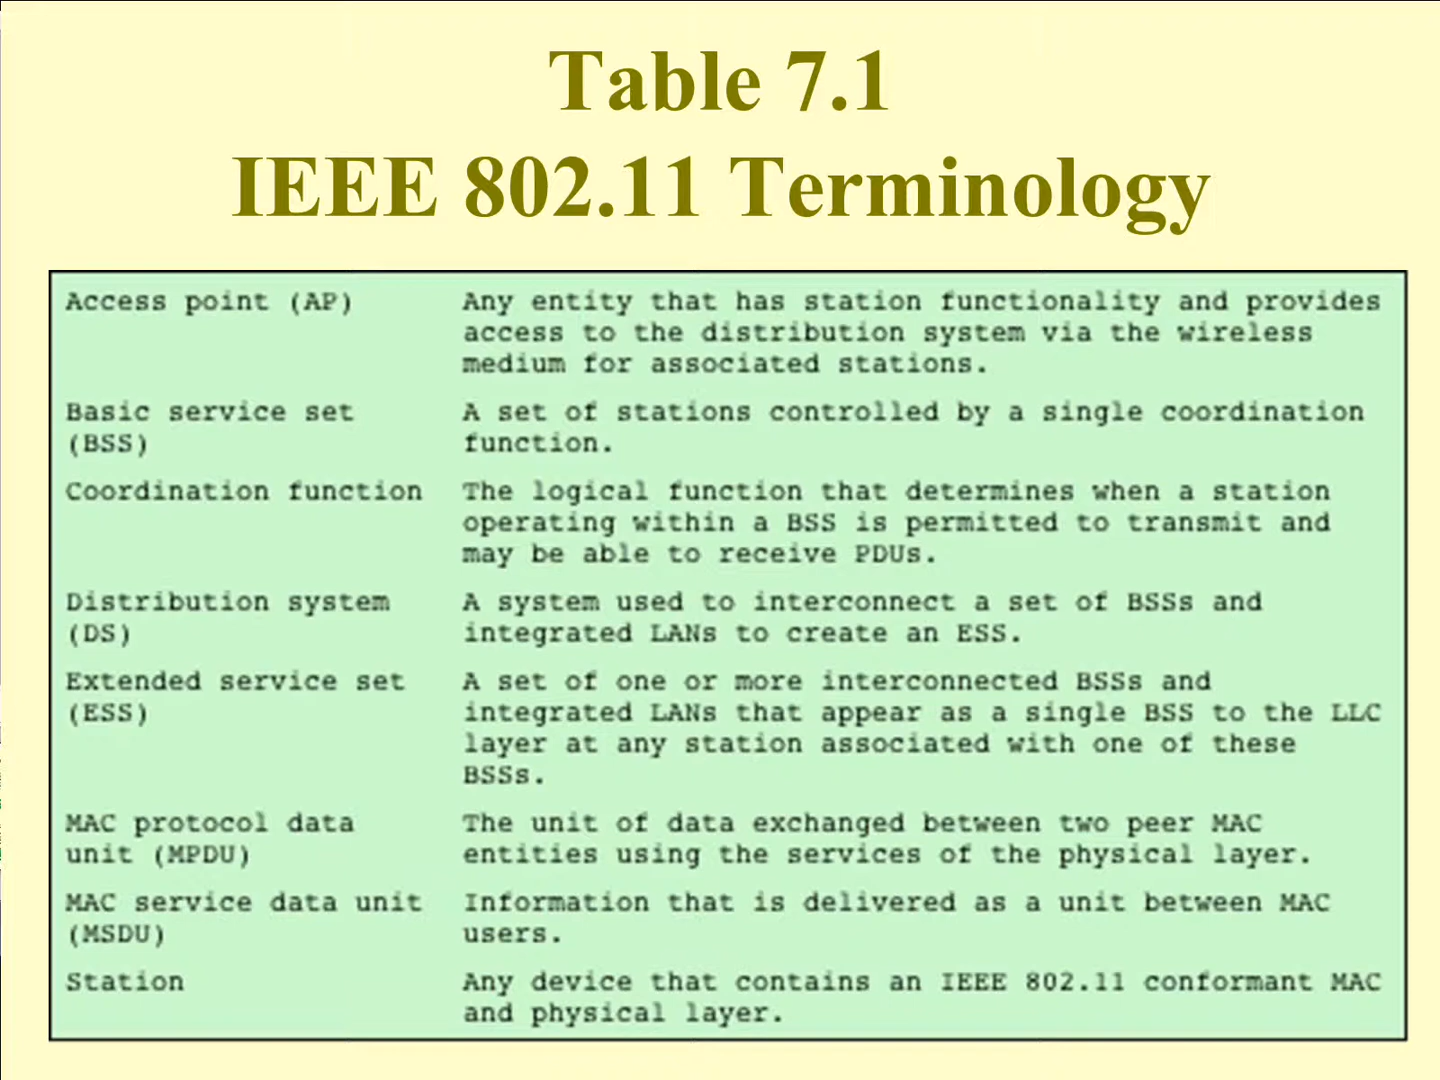 Table 7.1
IEEE 802.11 Terminology
Access point (AP) Any entity that has station functionality and provides
access to the distribution system via the wireless
medium for associated stations.
Basic service set A set of stations controlled by a single coordination
(BSS) function.
Coordination function The logical function that determines when a station
operating within a BSS is permitted to transmit and
may be able to receive PDUs.
Distribution system A system used to interconnect a set of BSSs and
(DS) integrated LANs to create an ESS.
Extended service set A set of one or more interconnected BSSs and
(ESS) integrated LANs that appear as a single BSS to the LLC
layer at any station associated with one of these
BSSs.
MAC protocol data The unit of data exchanged between two peer MAC
unit (MPDU) entities using the services of the physical layer.
MAC service data unit Information that is delivered as a unit between MAC
(MSDU) users.
Station Any device that contains an IEEE 802.11 conformant MAC
and physical layer.